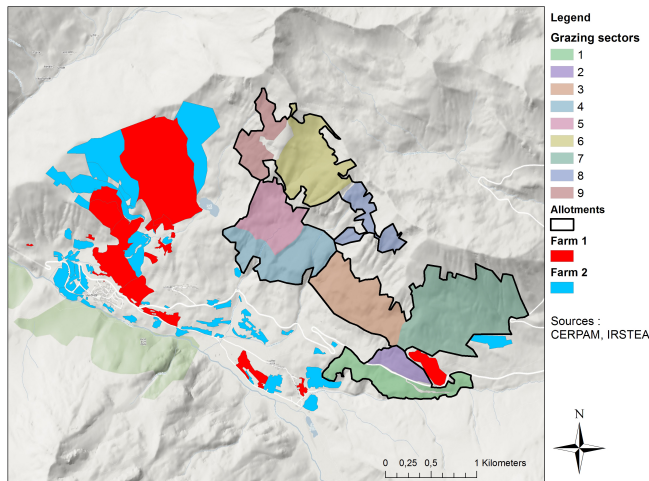 Legend
Grazing sectors
1
2
3
4
5
6
7
8
9
Allotments
Farm 1
Farm 2
Sources :
CERPAM, IRSTEA
N
0 0,25 0,5 1 Kilometers